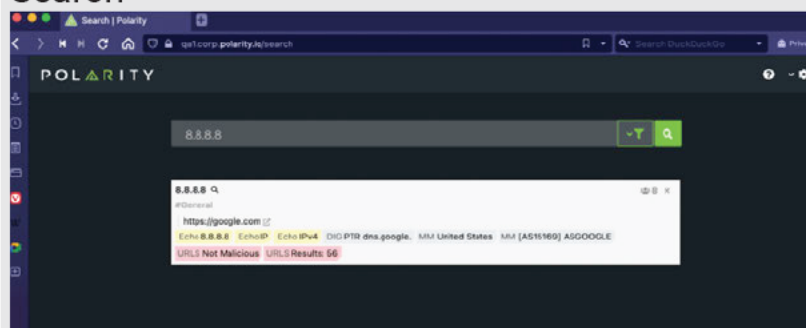 Search
Search | Polarity
qa1.corp.polarity.io/search
Search DuckDuckGo
POLARITY
8.8.8.8
8.8.8.8
#General
https://google.com
Echo 8.8.8.8 Echo IP Echo IPv4 DIG PTR dns.google. MM United States MM [AS15169] ASGOOGLE
URLS Not Malicious URLS Results: 56